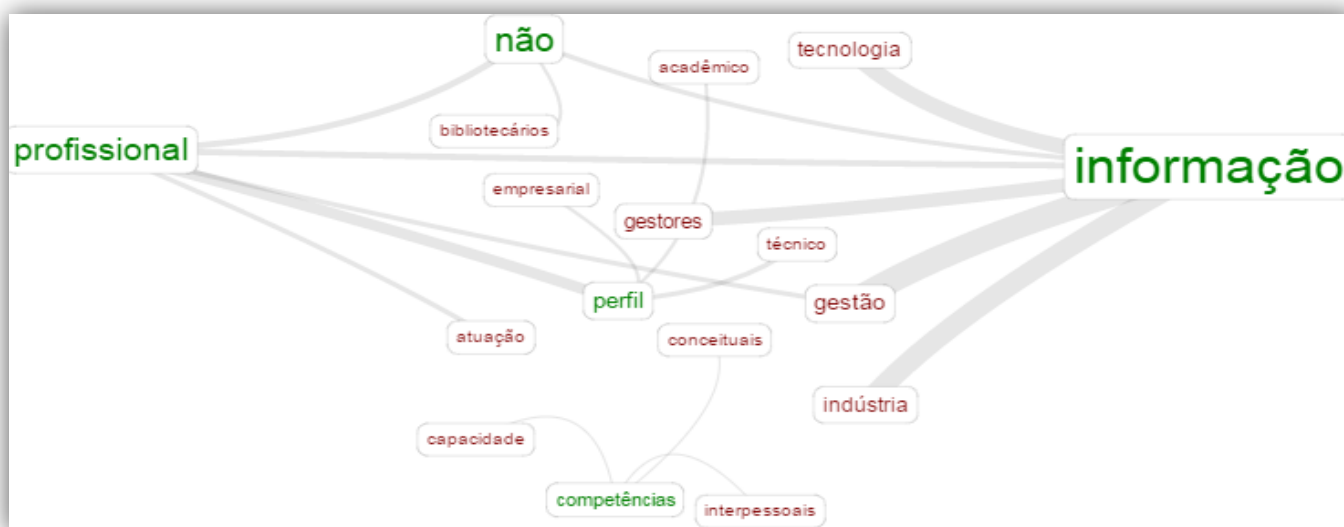 não
tecnologia
acadêmico
bibliotecários
profissional
informação
empresarial
gestores
técnico
perfil
gestão
atuação
conceituais
indústria
capacidade
competências
interpessoais